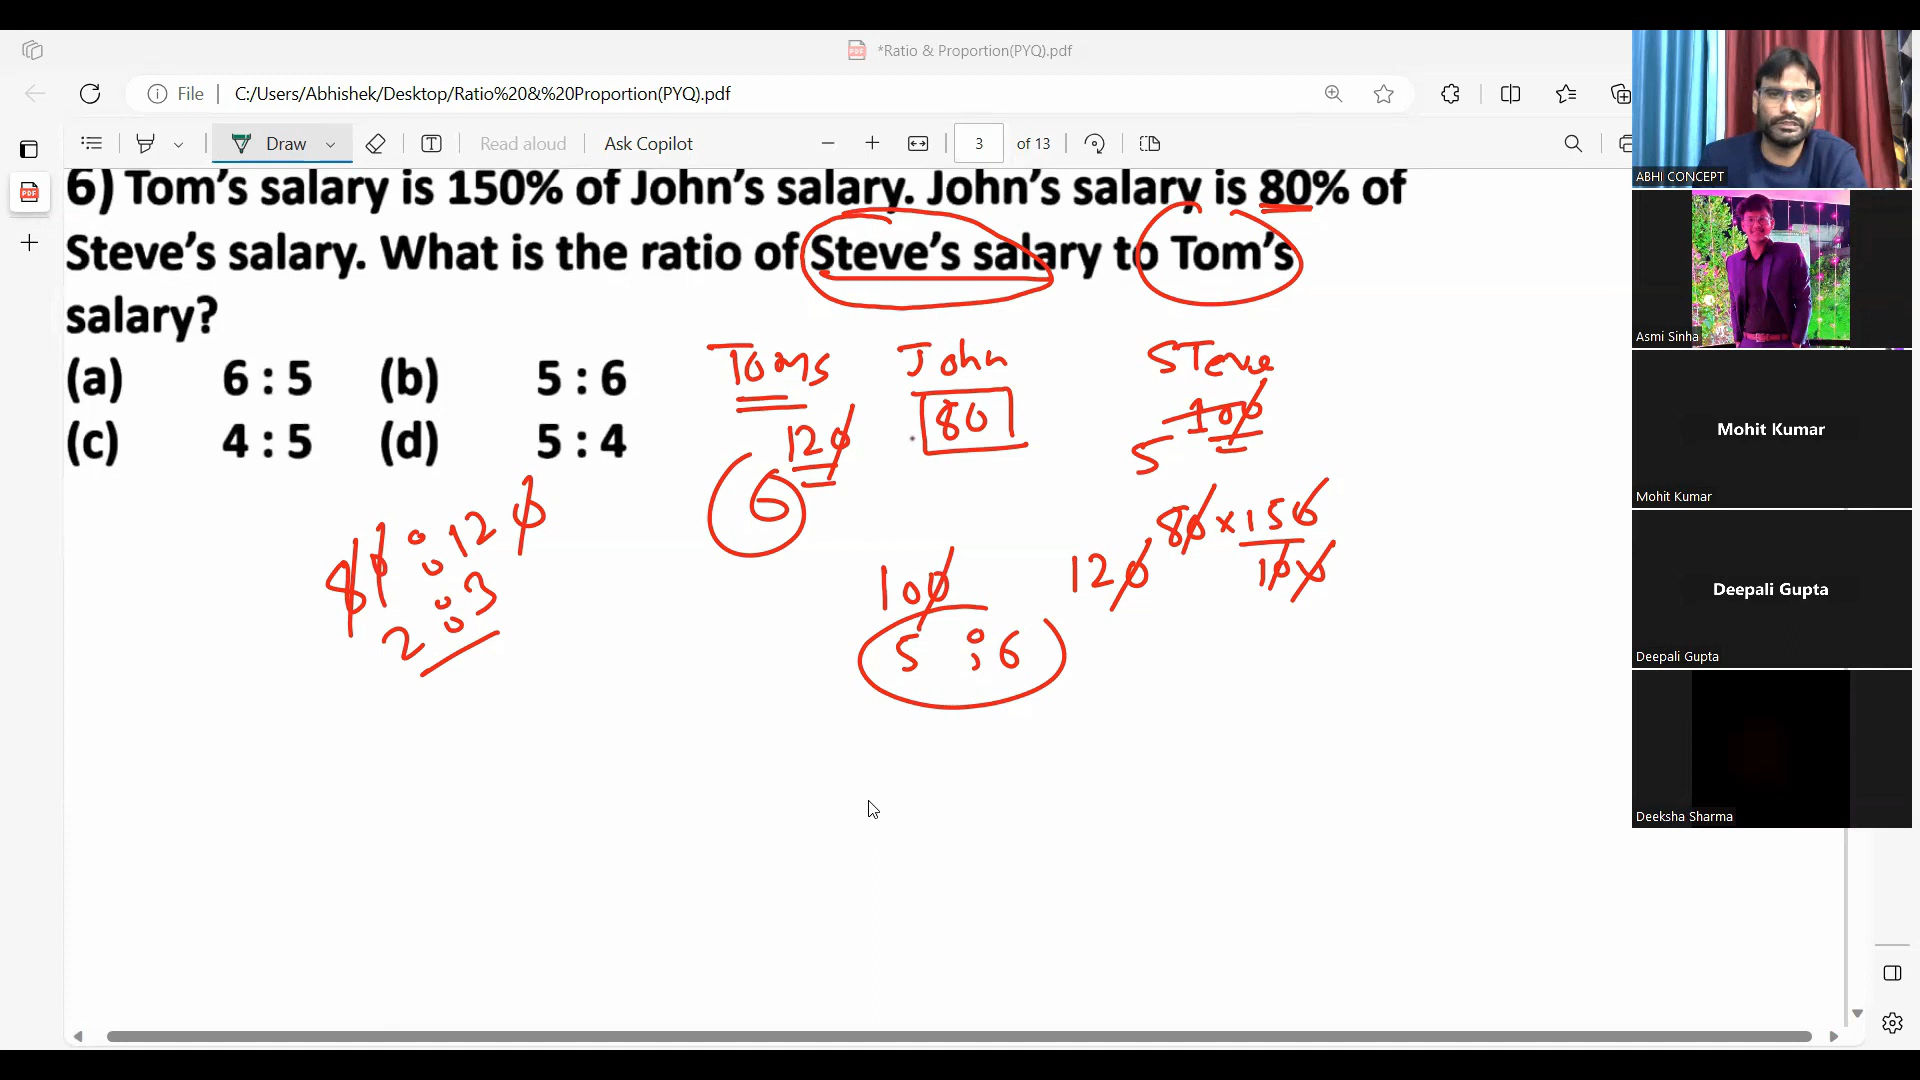 *Ratio & Proportion(PYQ).pdf
File C:/Users/Abhishek/Desktop/Ratio%20&%20Proportion(PYQ).pdf
Draw Read aloud Ask Copilot 3 of 13
6) Tom's salary is 150% of John's salary. John's salary is 80% of
Steve's salary. What is the ratio of Steve's salary to Tom's
salary?
(a) 6 : 5 (b) 5 : 6
(c) 4 : 5 (d) 5 : 4
Toms John STeve
120 80 100
6 5
80 : 120
2 : 3
80 x 150
100
100 120
5 : 6
ABHI CONCEPT
Asmi Sinha
Mohit Kumar
Mohit Kumar
Deepali Gupta
Deepali Gupta
Deeksha Sharma